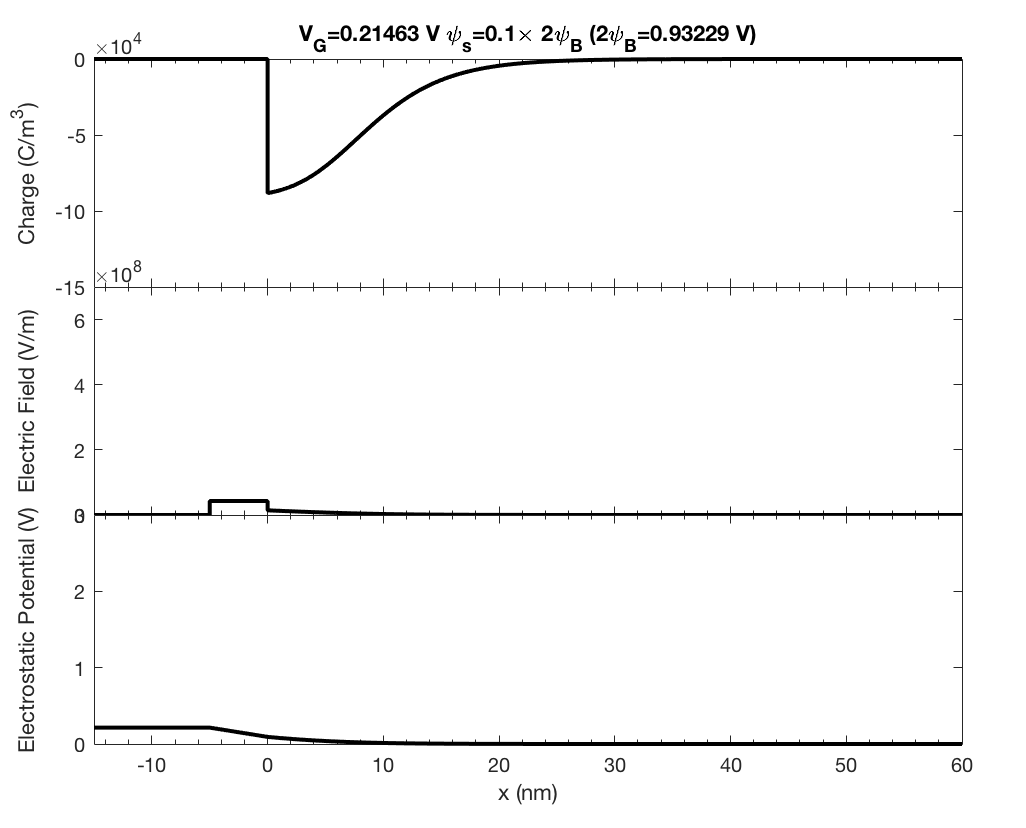 V_G=0.21463 V ψ_s=0.1× 2ψ_B (2ψ_B=0.93229 V)
×10^4
0
-5
-10
-15
Charge (C/m^3)
×10^8
6
4
2
0
Electric Field (V/m)
3
2
1
0
Electrostatic Potential (V)
-10 0 10 20 30 40 50 60
x (nm)